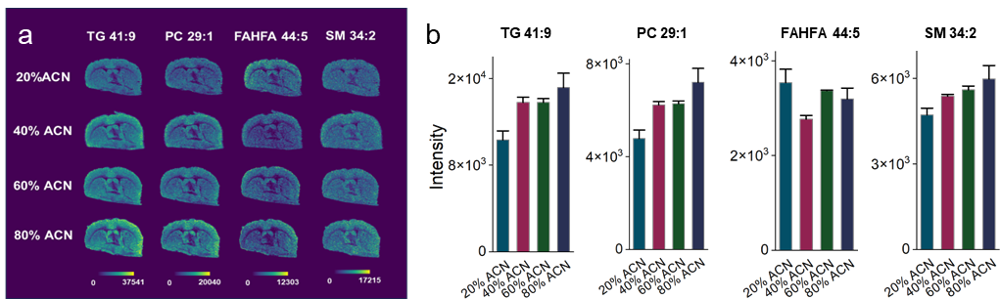 a
TG 41:9 PC 29:1 FAHFA 44:5 SM 34:2
20%ACN
40% ACN
60% ACN
80% ACN
0 37541 0 20040 0 12303 0 17215
b
TG 41:9 PC 29:1 FAHFA 44:5 SM 34:2
Intensity
2×10⁴
8×10³
0
20% ACN
40% ACN
60% ACN
80% ACN
8×10³
4×10³
0
20% ACN
40% ACN
60% ACN
80% ACN
4×10³
2×10³
0
20% ACN
40% ACN
60% ACN
80% ACN
6×10³
3×10³
0
20% ACN
40% ACN
60% ACN
80% ACN